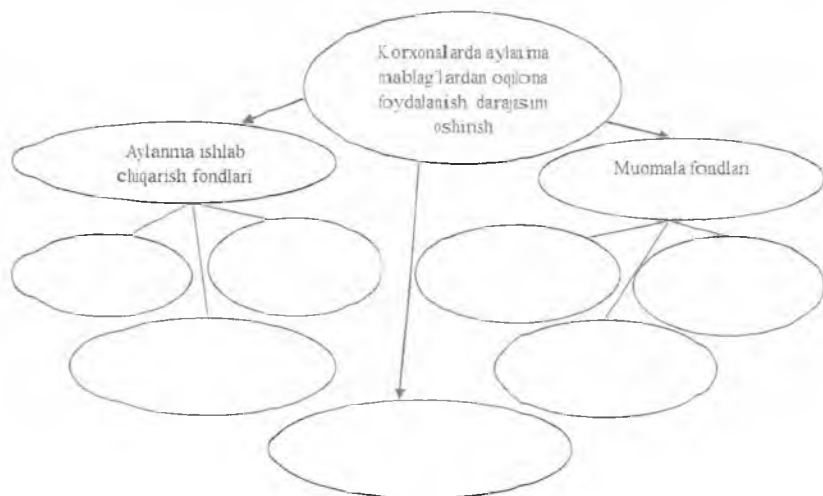 Korxonalarda aylanma
mablag'lardan oqilona
foydalanish darajasini
oshirish
Aylanma ishlab
chiqarish fondlari
Muomala fondlari